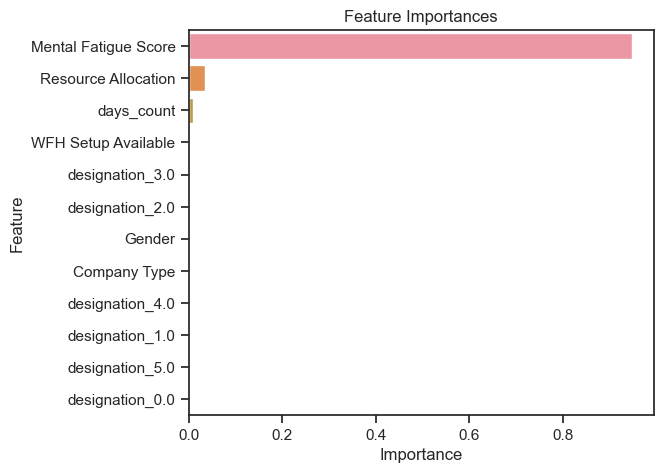 Feature Importances
Feature
Mental Fatigue Score
Resource Allocation
days_count
WFH Setup Available
designation_3.0
designation_2.0
Gender
Company Type
designation_4.0
designation_1.0
designation_5.0
designation_0.0
0.0 0.2 0.4 0.6 0.8
Importance